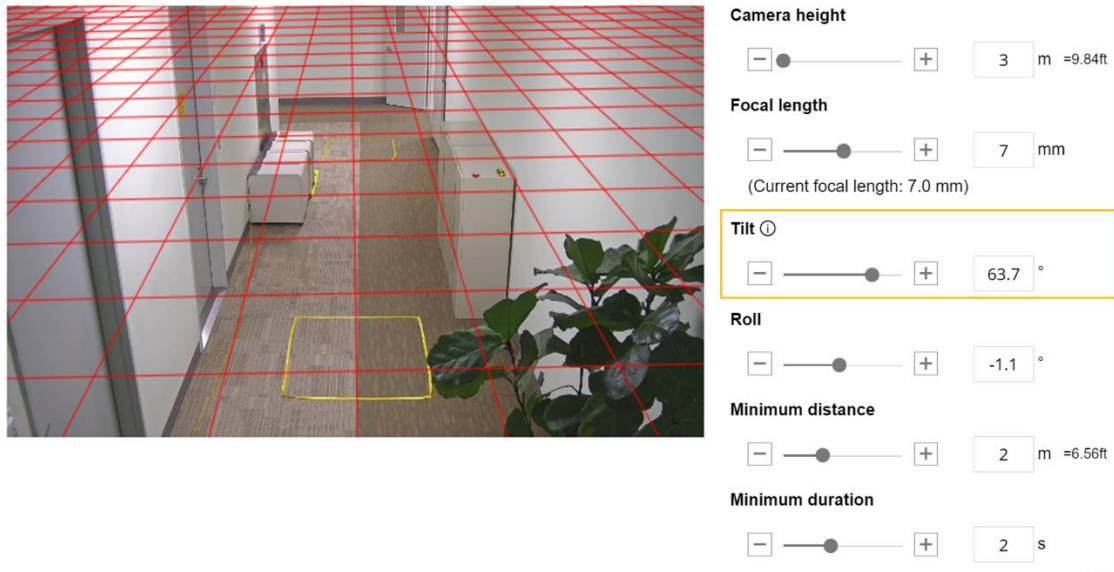 Camera height
3 m =9.84ft
Focal length
7 mm
(Current focal length: 7.0 mm)
Tilt ⓘ
63.7 °
Roll
-1.1 °
Minimum distance
2 m =6.56ft
Minimum duration
2 s